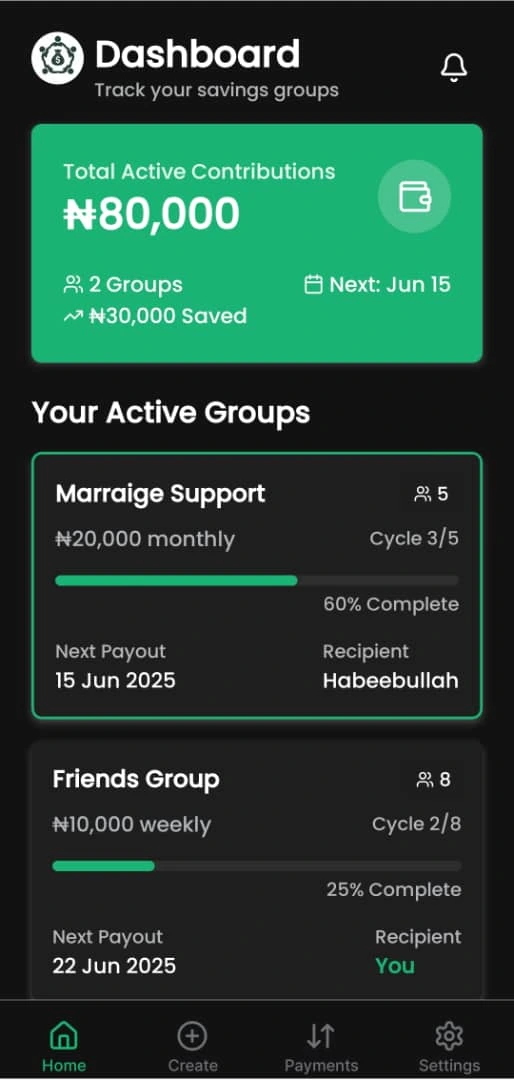 Dashboard
Track your savings groups
Total Active Contributions
₦80,000
2 Groups
Next: Jun 15
₦30,000 Saved
Your Active Groups
Marraige Support
5
₦20,000 monthly
Cycle 3/5
60% Complete
Next Payout
Recipient
15 Jun 2025
Habeebullah
Friends Group
8
₦10,000 weekly
Cycle 2/8
25% Complete
Next Payout
Recipient
22 Jun 2025
You
Home
Create
Payments
Settings